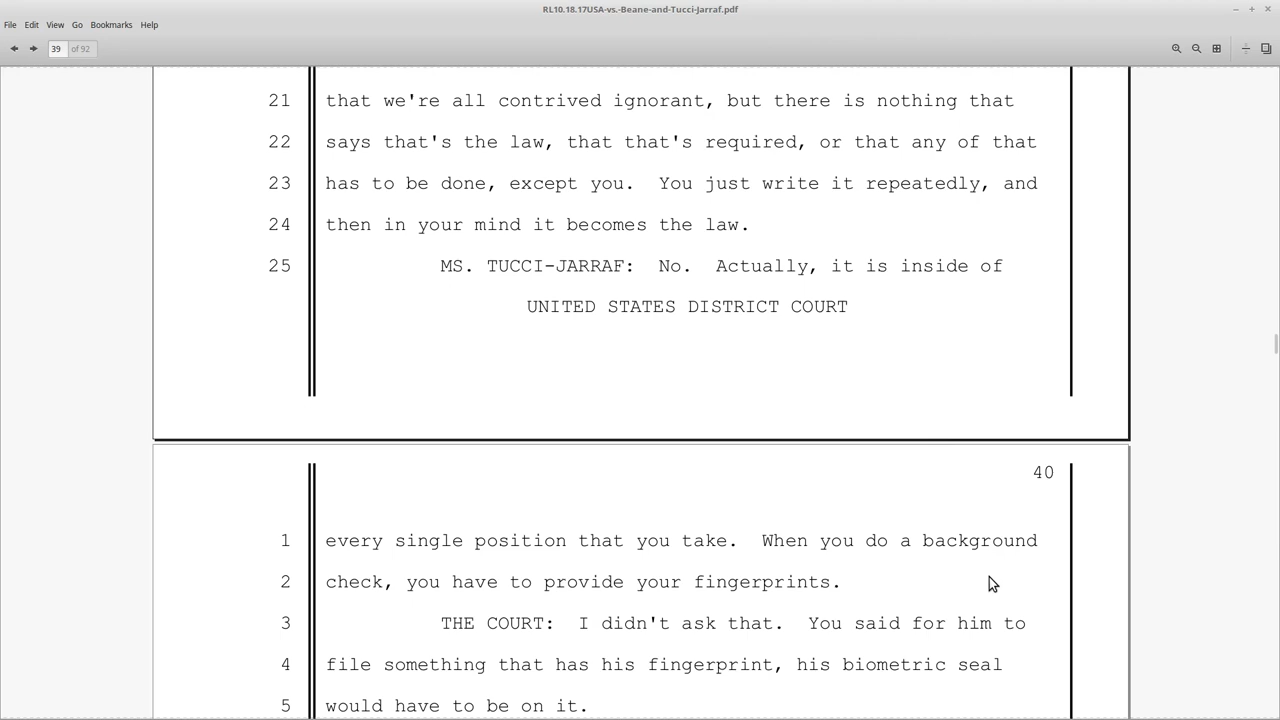 RL10.18.17USA-vs.-Beane-and-Tucci-Jarraf.pdf
File Edit View Go Bookmarks Help
39 of 92
21 that we're all contrived ignorant, but there is nothing that
22 says that's the law, that that's required, or that any of that
23 has to be done, except you.  You just write it repeatedly, and
24 then in your mind it becomes the law.
25 MS. TUCCI-JARRAF:  No.  Actually, it is inside of
UNITED STATES DISTRICT COURT
40
1 every single position that you take.  When you do a background
2 check, you have to provide your fingerprints.
3 THE COURT:  I didn't ask that.  You said for him to
4 file something that has his fingerprint, his biometric seal
5 would have to be on it.